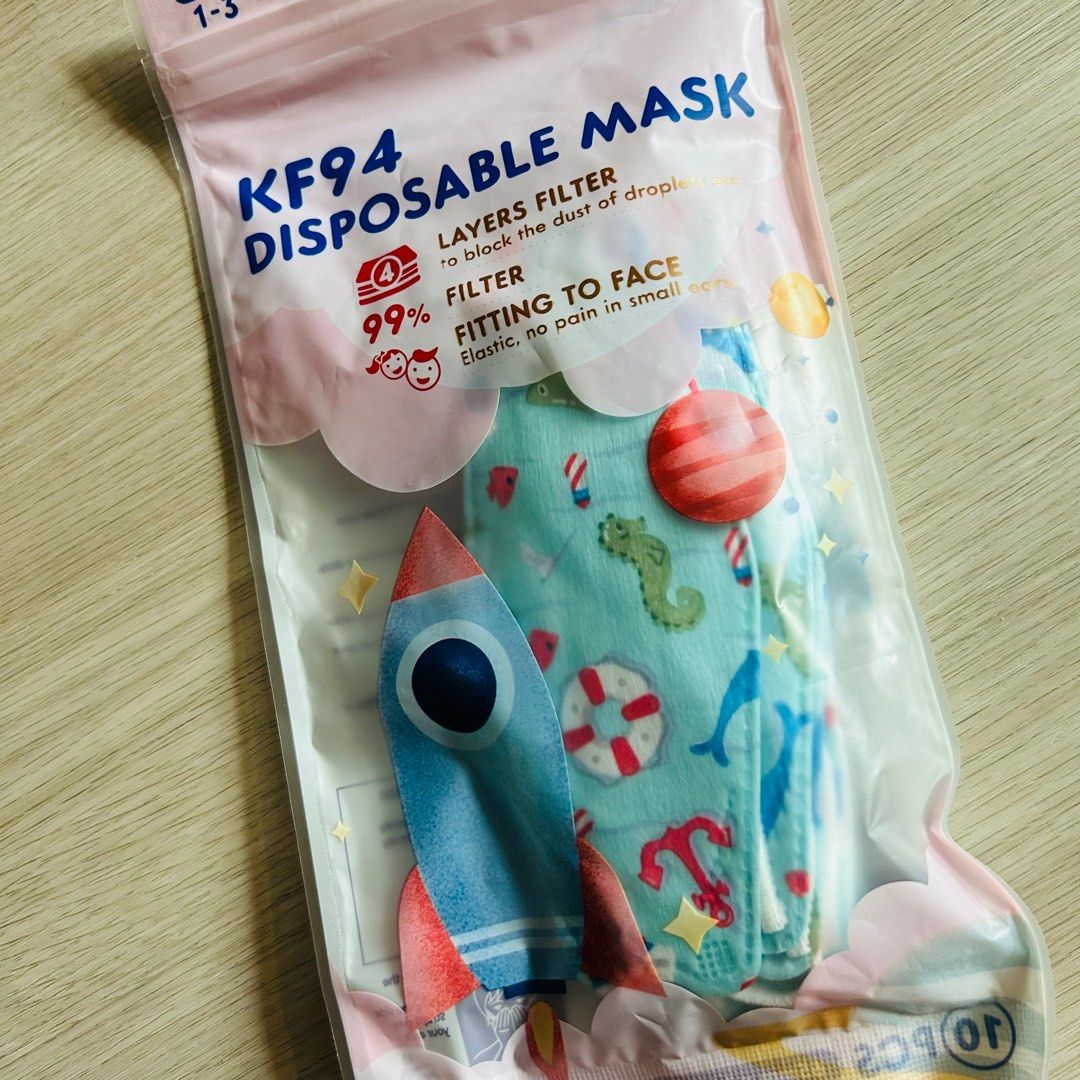 1-3
KF94
DISPOSABLE MASK
4
LAYERS FILTER
to block the dust of droplets etc
99%
FILTER
FITTING TO FACE
Elastic, no pain in small ears.
10 PCS